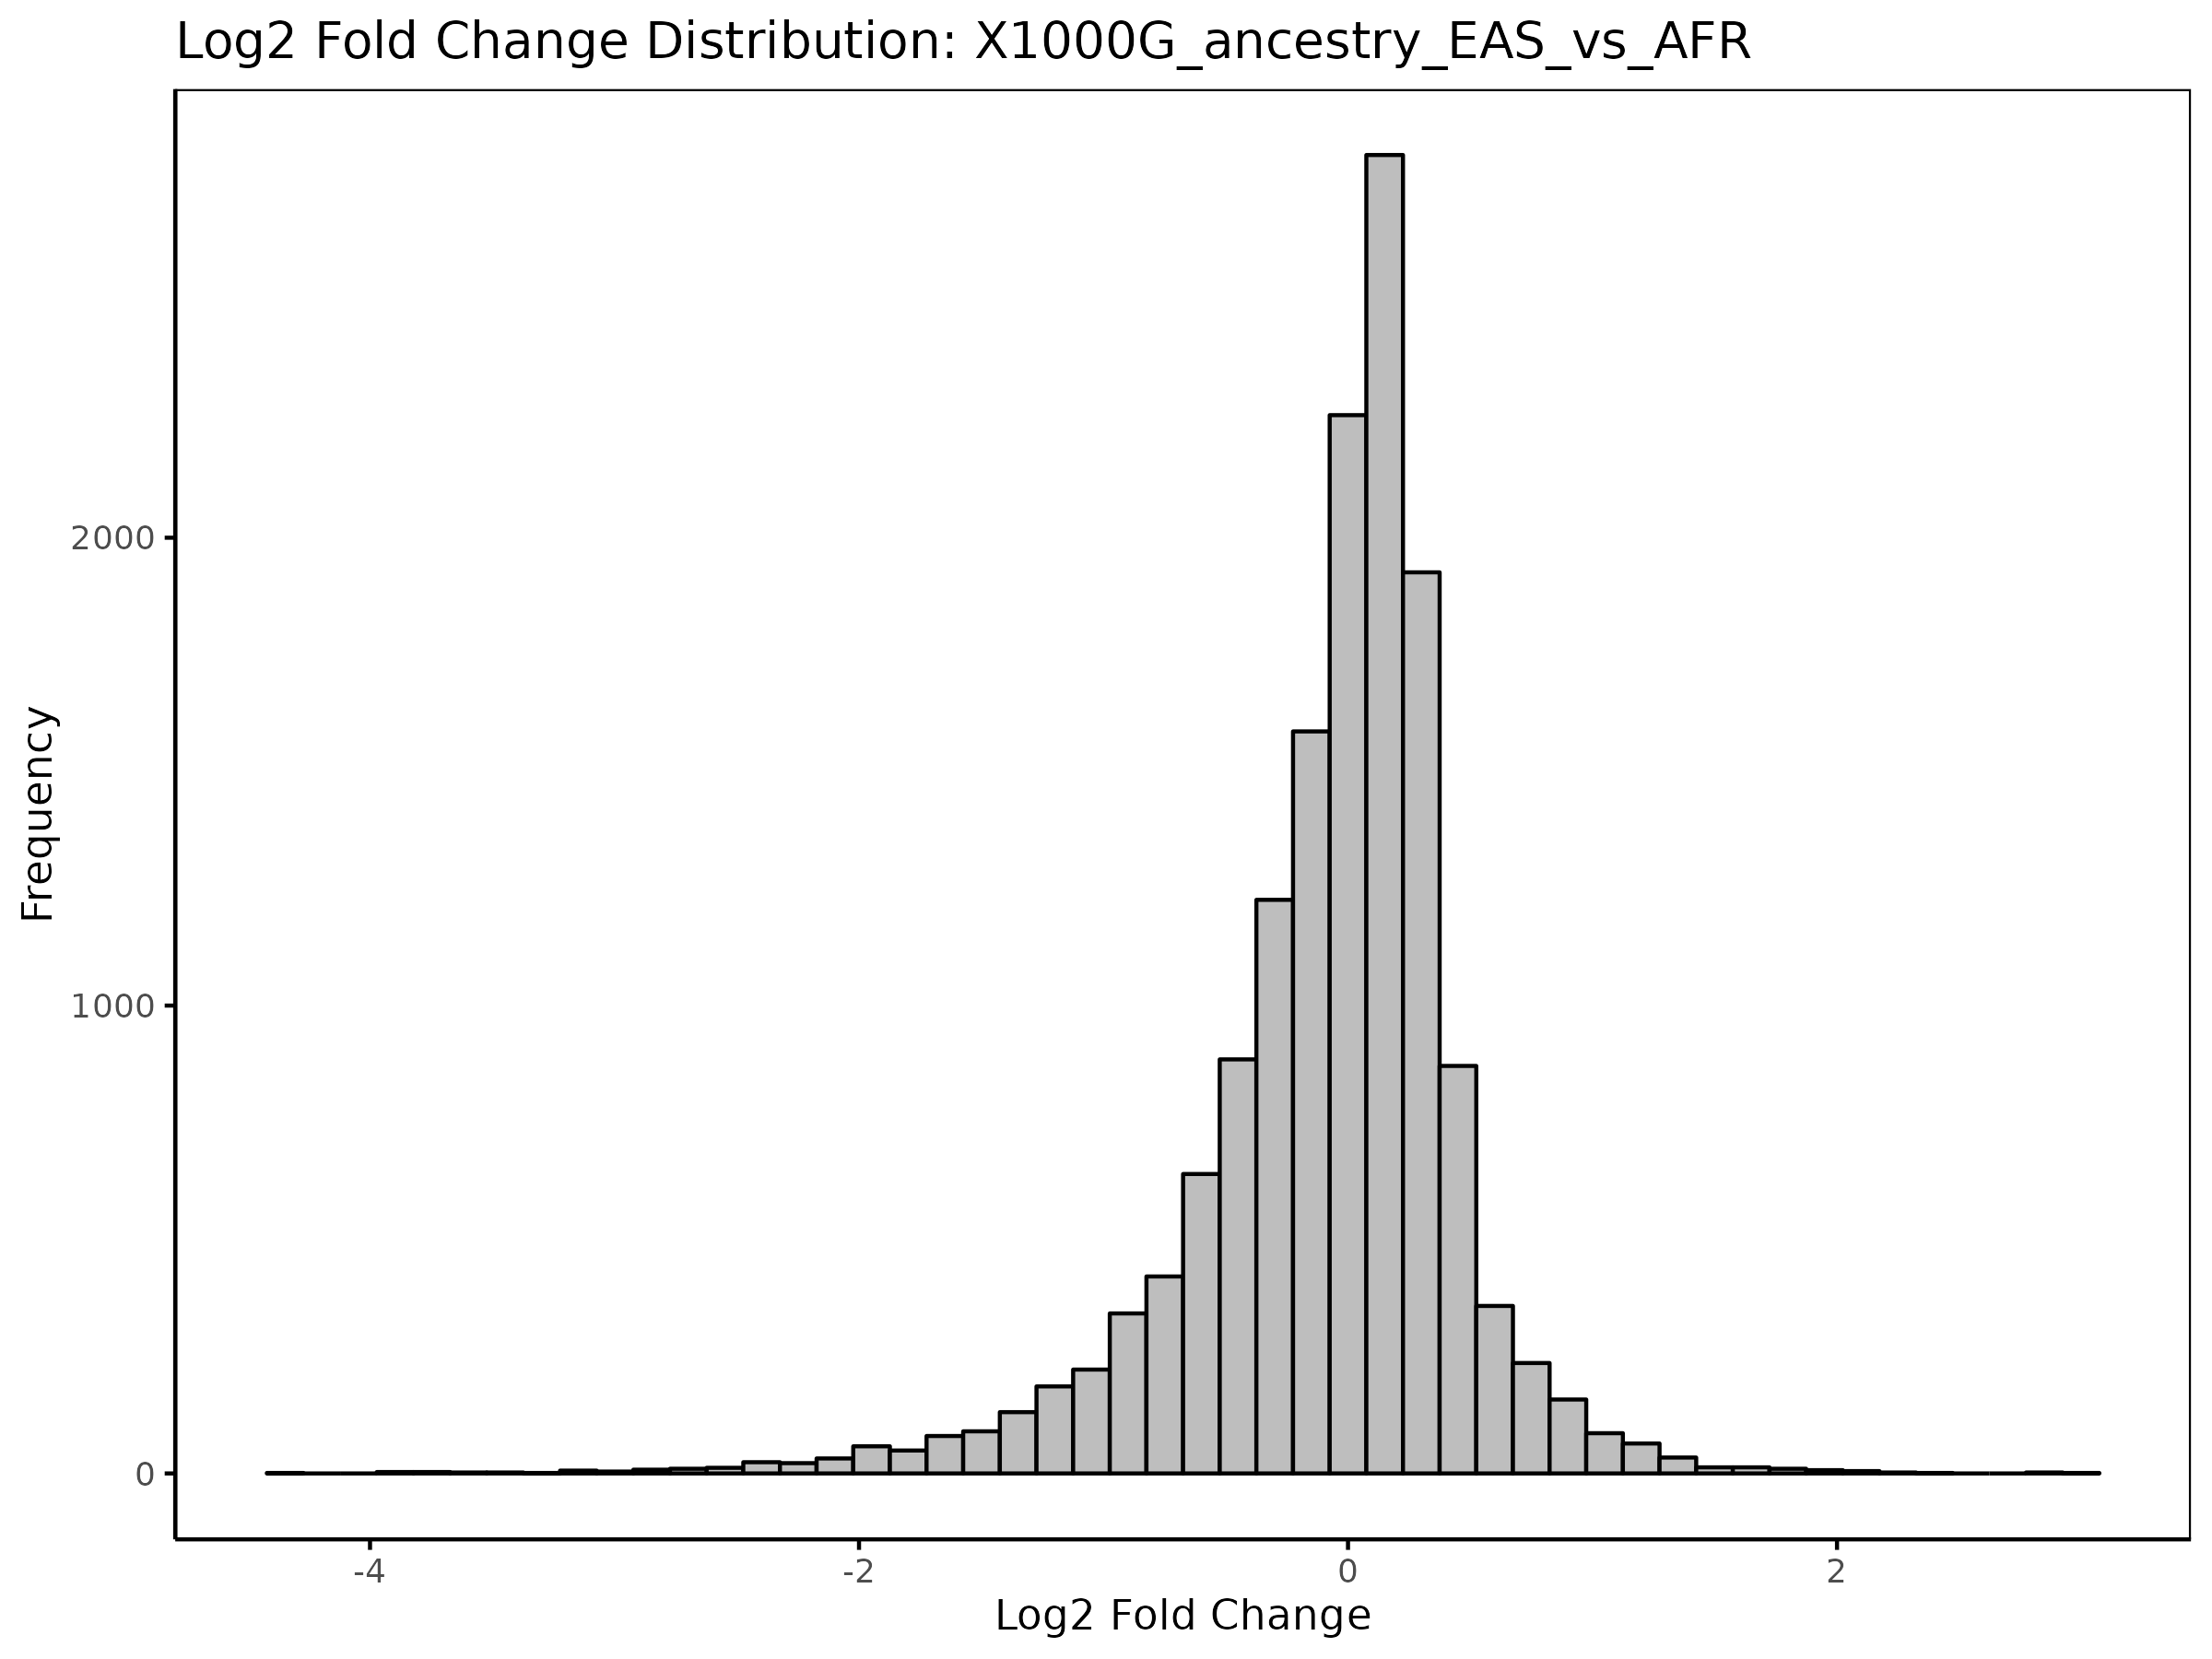 Log2 Fold Change Distribution: X1000G_ancestry_EAS_vs_AFR
Frequency
2000
1000
0
-4
-2
0
2
Log2 Fold Change